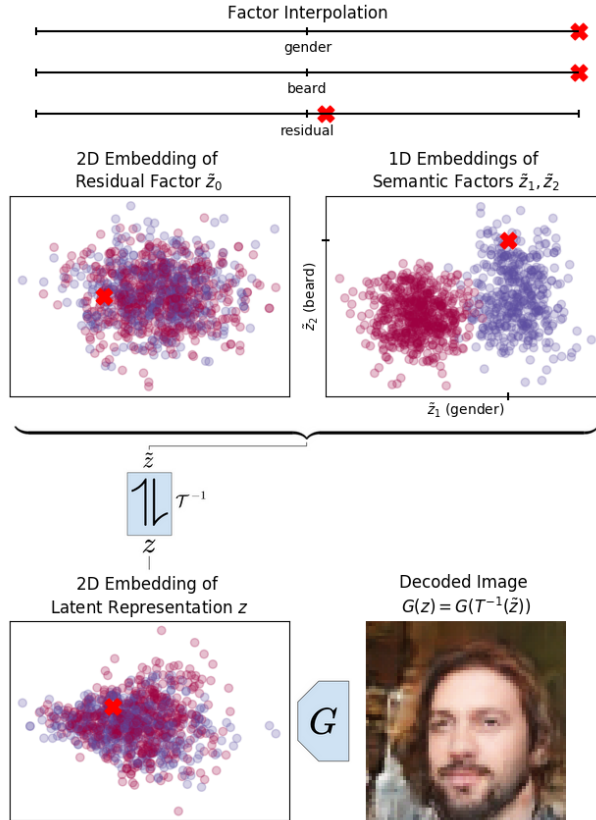 Factor Interpolation
gender
beard
residual
2D Embedding of
Residual Factor z̃₀
1D Embeddings of
Semantic Factors z̃₁, z̃₂
z̃₂ (beard)
z̃₁ (gender)
z̃
𝒯⁻¹
z
2D Embedding of
Latent Representation z
Decoded Image
G(z) = G(T⁻¹(z̃))
G